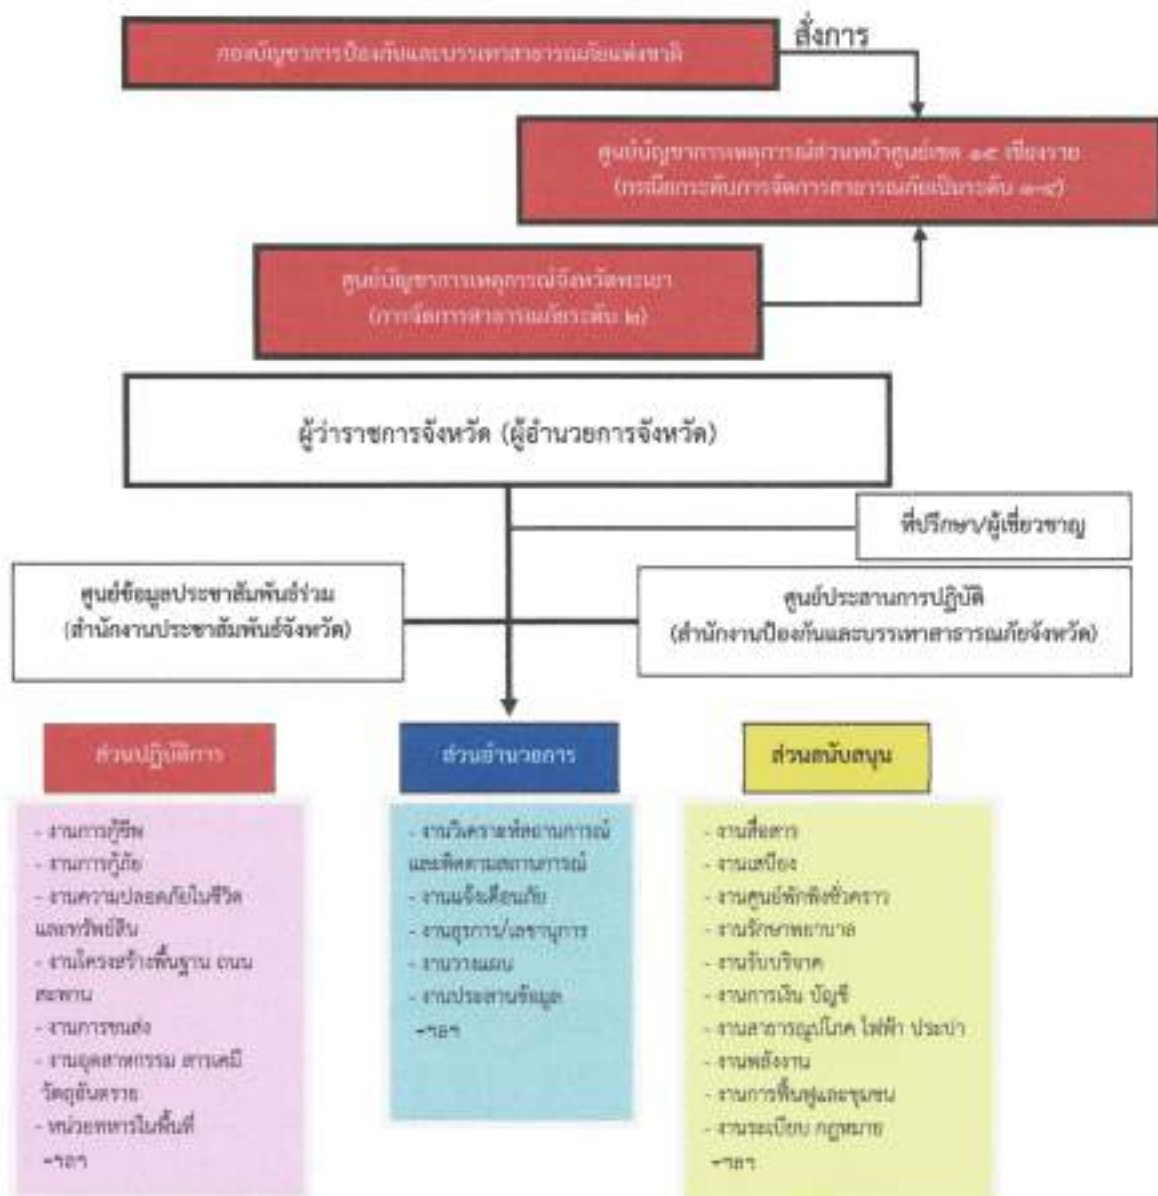 สั่งการ
กองบัญชาการป้องกันและบรรเทาสาธารณภัยแห่งชาติ
ศูนย์บัญชาการเหตุการณ์ส่วนหน้าศูนย์เขต ๑๕ เชียงราย
(กรณียกระดับการจัดการสาธารณภัยเป็นระดับ ๓-๔)
ศูนย์บัญชาการเหตุการณ์จังหวัดพะเยา
(การจัดการสาธารณภัยระดับ ๒)
ผู้ว่าราชการจังหวัด (ผู้อำนวยการจังหวัด)
ที่ปรึกษา/ผู้เชี่ยวชาญ
ศูนย์ข้อมูลประชาสัมพันธ์ร่วม
(สำนักงานประชาสัมพันธ์จังหวัด)
ศูนย์ประสานการปฏิบัติ
(สำนักงานป้องกันและบรรเทาสาธารณภัยจังหวัด)
ส่วนปฏิบัติการ
- งานการกู้ชีพ
- งานการกู้ภัย
- งานความปลอดภัยในชีวิต
และทรัพย์สิน
- งานโครงสร้างพื้นฐาน ถนน
สะพาน
- งานการขนส่ง
- งานอุตสาหกรรม สารเคมี
วัตถุอันตราย
- หน่วยทหารในพื้นที่
-ฯลฯ
ส่วนอำนวยการ
- งานวิเคราะห์สถานการณ์
และติดตามสถานการณ์
- งานแจ้งเตือนภัย
- งานธุรการ/เลขานุการ
- งานวางแผน
- งานประสานข้อมูล
-ฯลฯ
ส่วนสนับสนุน
- งานสื่อสาร
- งานเสบียง
- งานศูนย์พักพิงชั่วคราว
- งานรักษาพยาบาล
- งานรับบริจาค
- งานการเงิน บัญชี
- งานสาธารณูปโภค ไฟฟ้า ประปา
- งานพลังงาน
- งานการฟื้นฟูและชุมชน
- งานระเบียบ กฎหมาย
-ฯลฯ